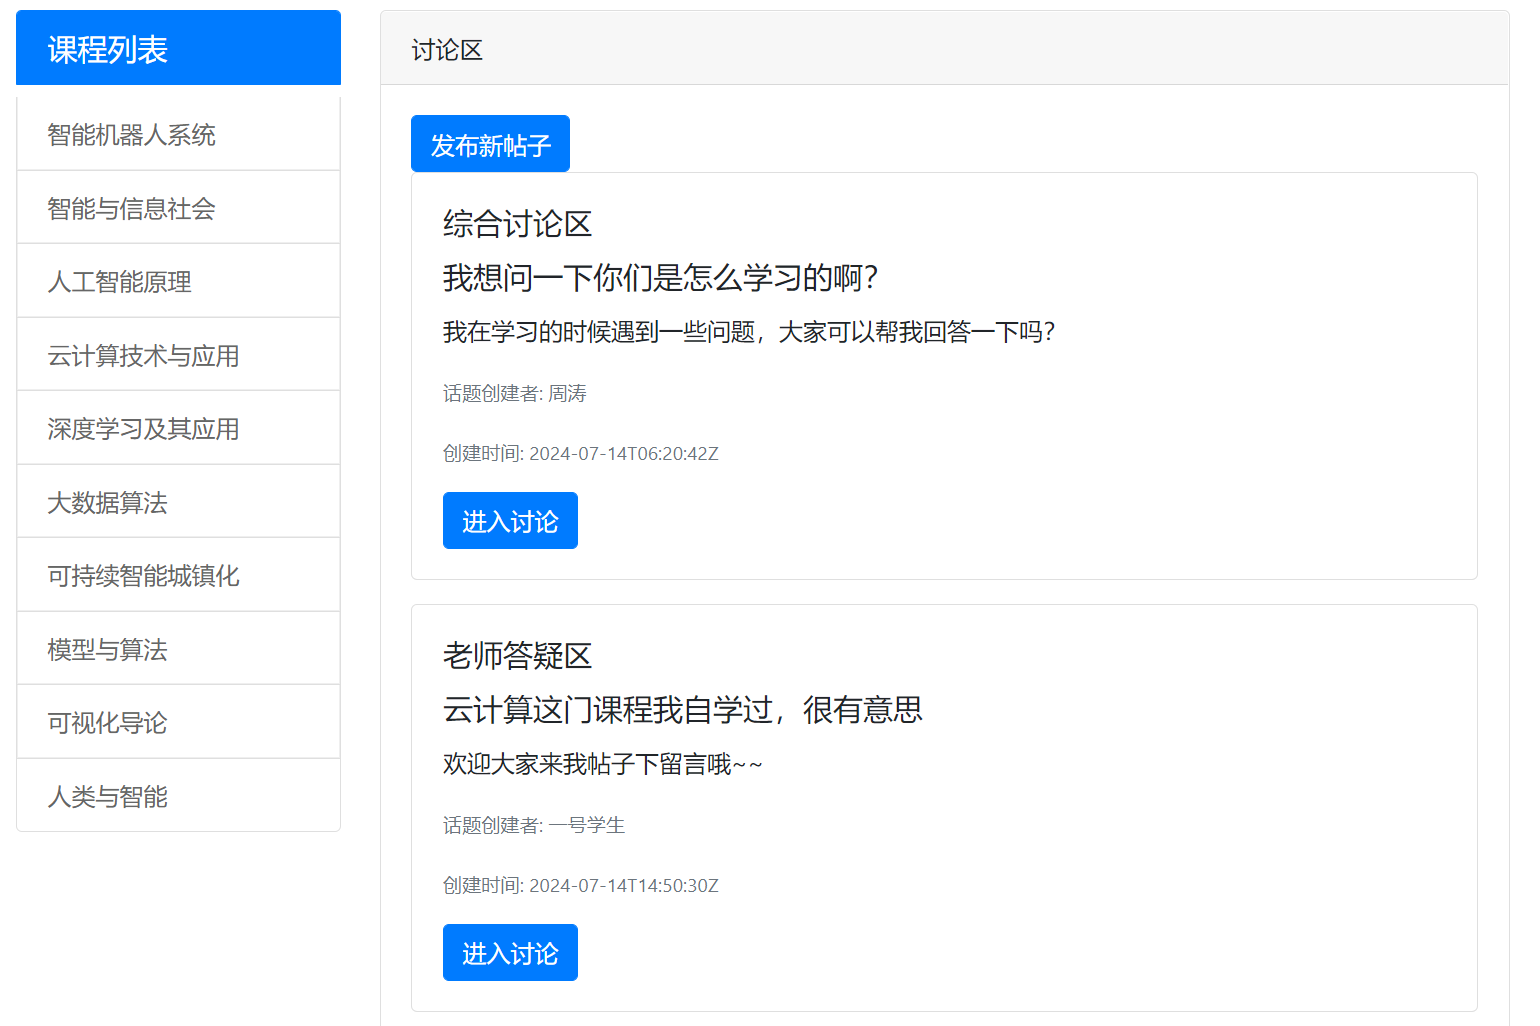 课程列表
智能机器人系统
智能与信息社会
人工智能原理
云计算技术与应用
深度学习及其应用
大数据算法
可持续智能城镇化
模型与算法
可视化导论
人类与智能
讨论区
发布新帖子
综合讨论区
我想问一下你们是怎么学习的啊?
我在学习的时候遇到一些问题，大家可以帮我回答一下吗?
话题创建者: 周涛
创建时间: 2024-07-14T06:20:42Z
进入讨论
老师答疑区
云计算这门课程我自学过，很有意思
欢迎大家来我帖子下留言哦~~
话题创建者: 一号学生
创建时间: 2024-07-14T14:50:30Z
进入讨论